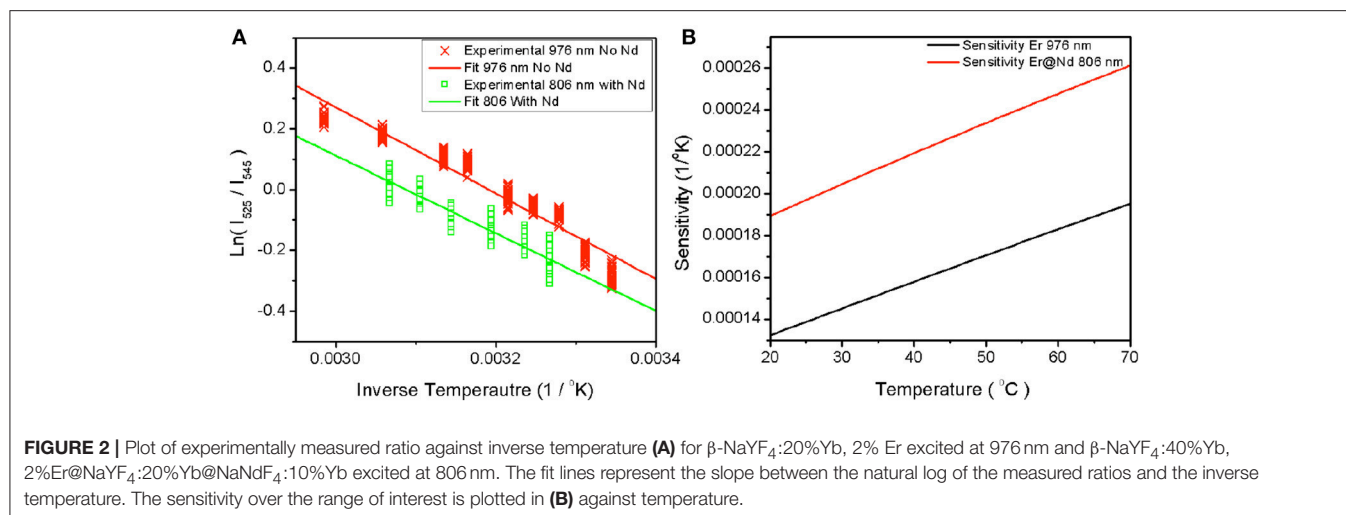 A
Experimental 976 nm No Nd
Fit 976 nm No Nd
Experimental 806 nm with Nd
Fit 806 With Nd
0.4
0.2
0.0
-0.2
-0.4
Ln( I525 / I545 )
0.0030
0.0032
0.0034
Inverse Temperautre (1 / °K)
B
Sensitivity Er 976 nm
Sensitivity Er@Nd 806 nm
0.00026
0.00024
0.00022
0.00020
0.00018
0.00016
0.00014
Sensitivity (1/°K)
20
30
40
50
60
70
Temperature ( °C )
FIGURE 2 | Plot of experimentally measured ratio against inverse temperature (A) for β-NaYF4:20%Yb, 2% Er excited at 976 nm and β-NaYF4:40%Yb,
2%Er@NaYF4:20%Yb@NaNdF4:10%Yb excited at 806 nm. The fit lines represent the slope between the natural log of the measured ratios and the inverse
temperature. The sensitivity over the range of interest is plotted in (B) against temperature.